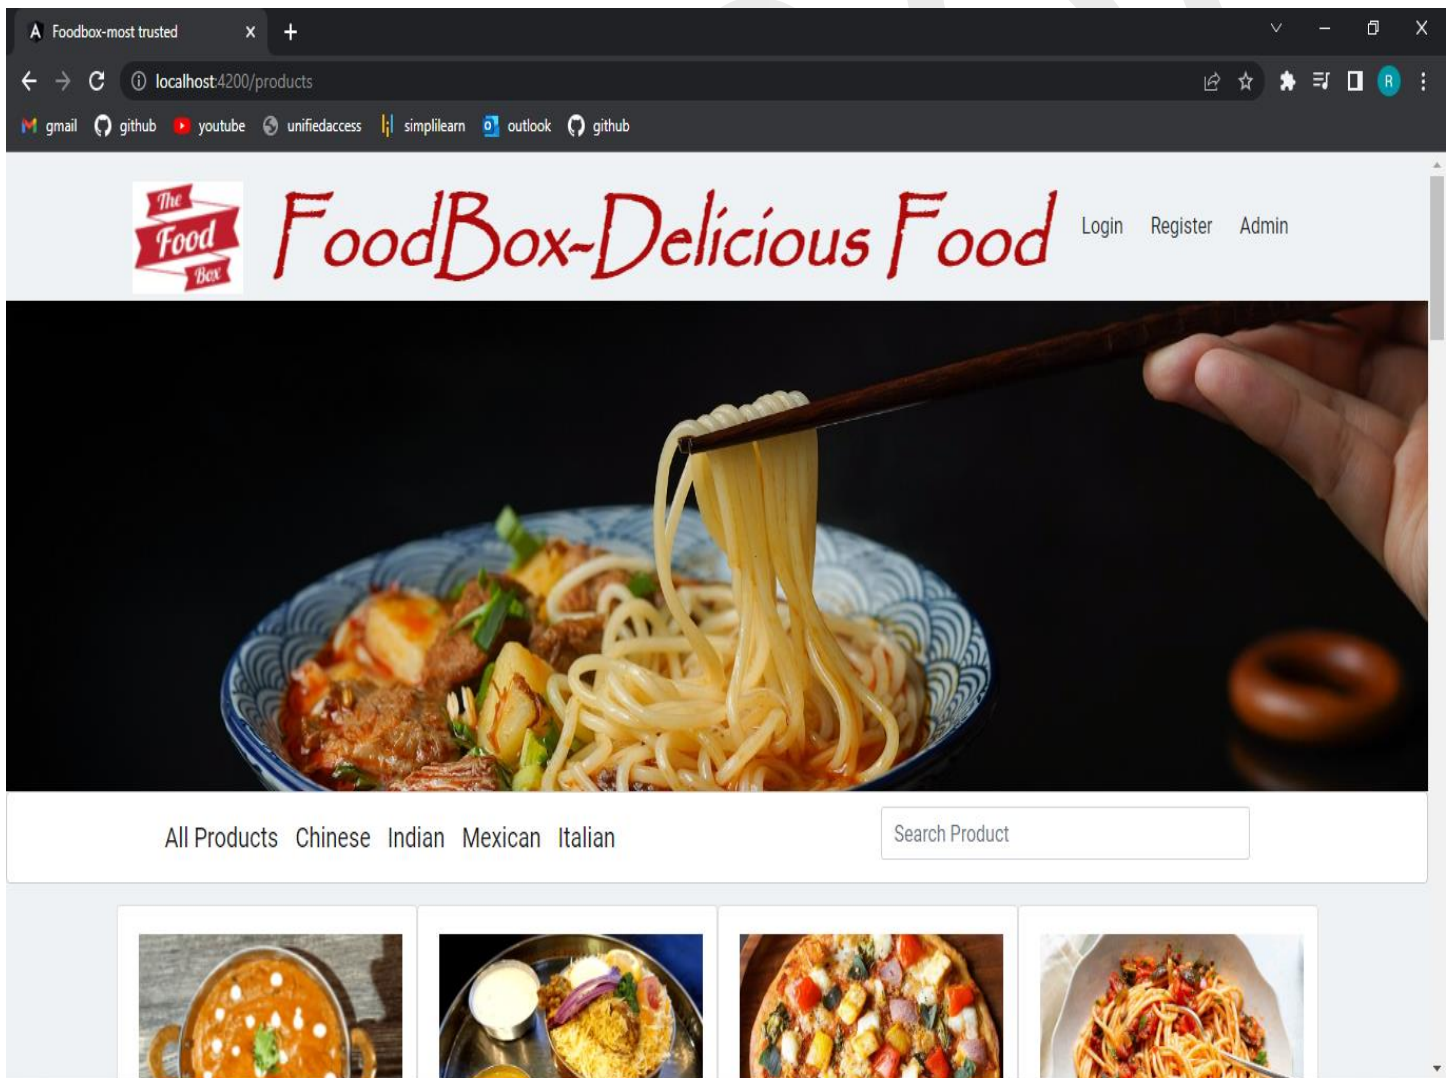 Foodbox-most trusted
localhost:4200/products
gmail github youtube unifiedaccess simplilearn outlook github
The
Food
Box
FoodBox-Delicious Food
Login Register Admin
All Products Chinese Indian Mexican Italian
Search Product
R